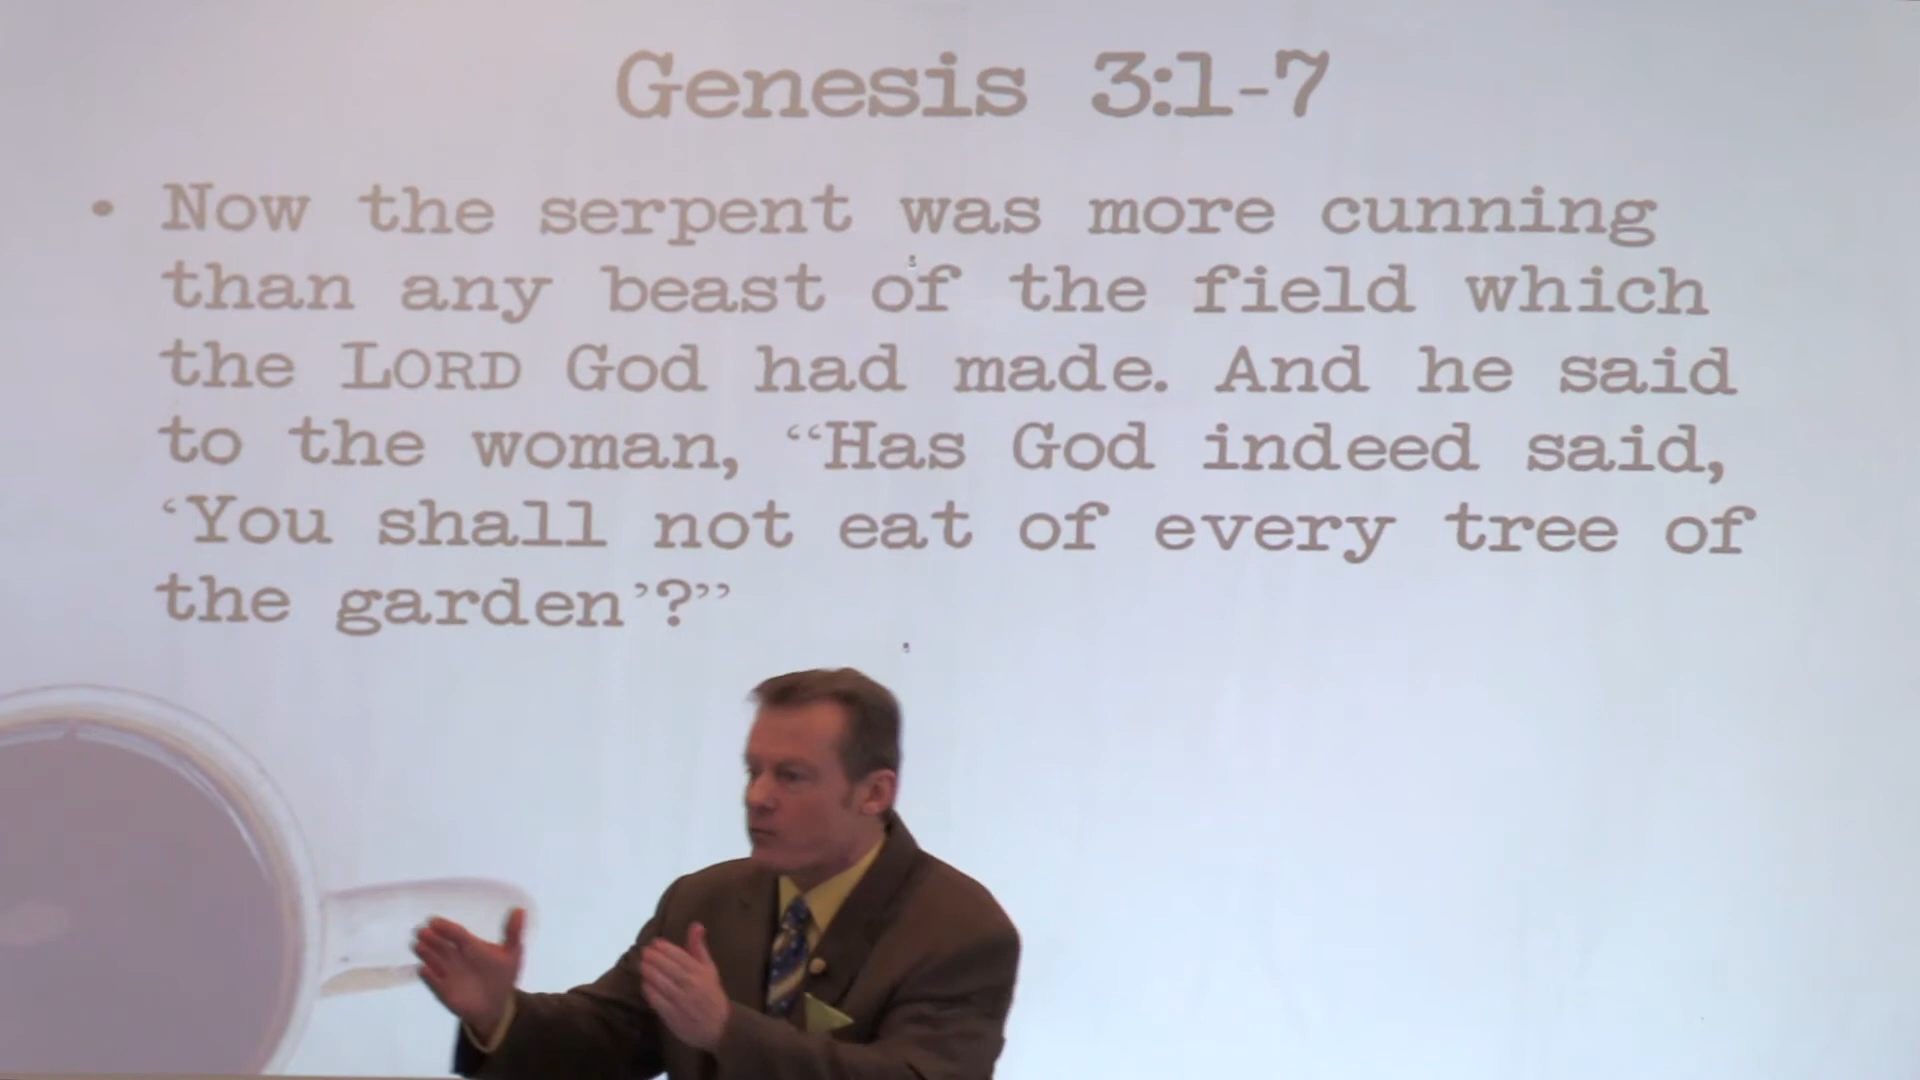 Genesis 3:1-7
• Now the serpent was more cunning
than any beast of the field which
the LORD God had made. And he said
to the woman, “Has God indeed said,
‘You shall not eat of every tree of
the garden’?”